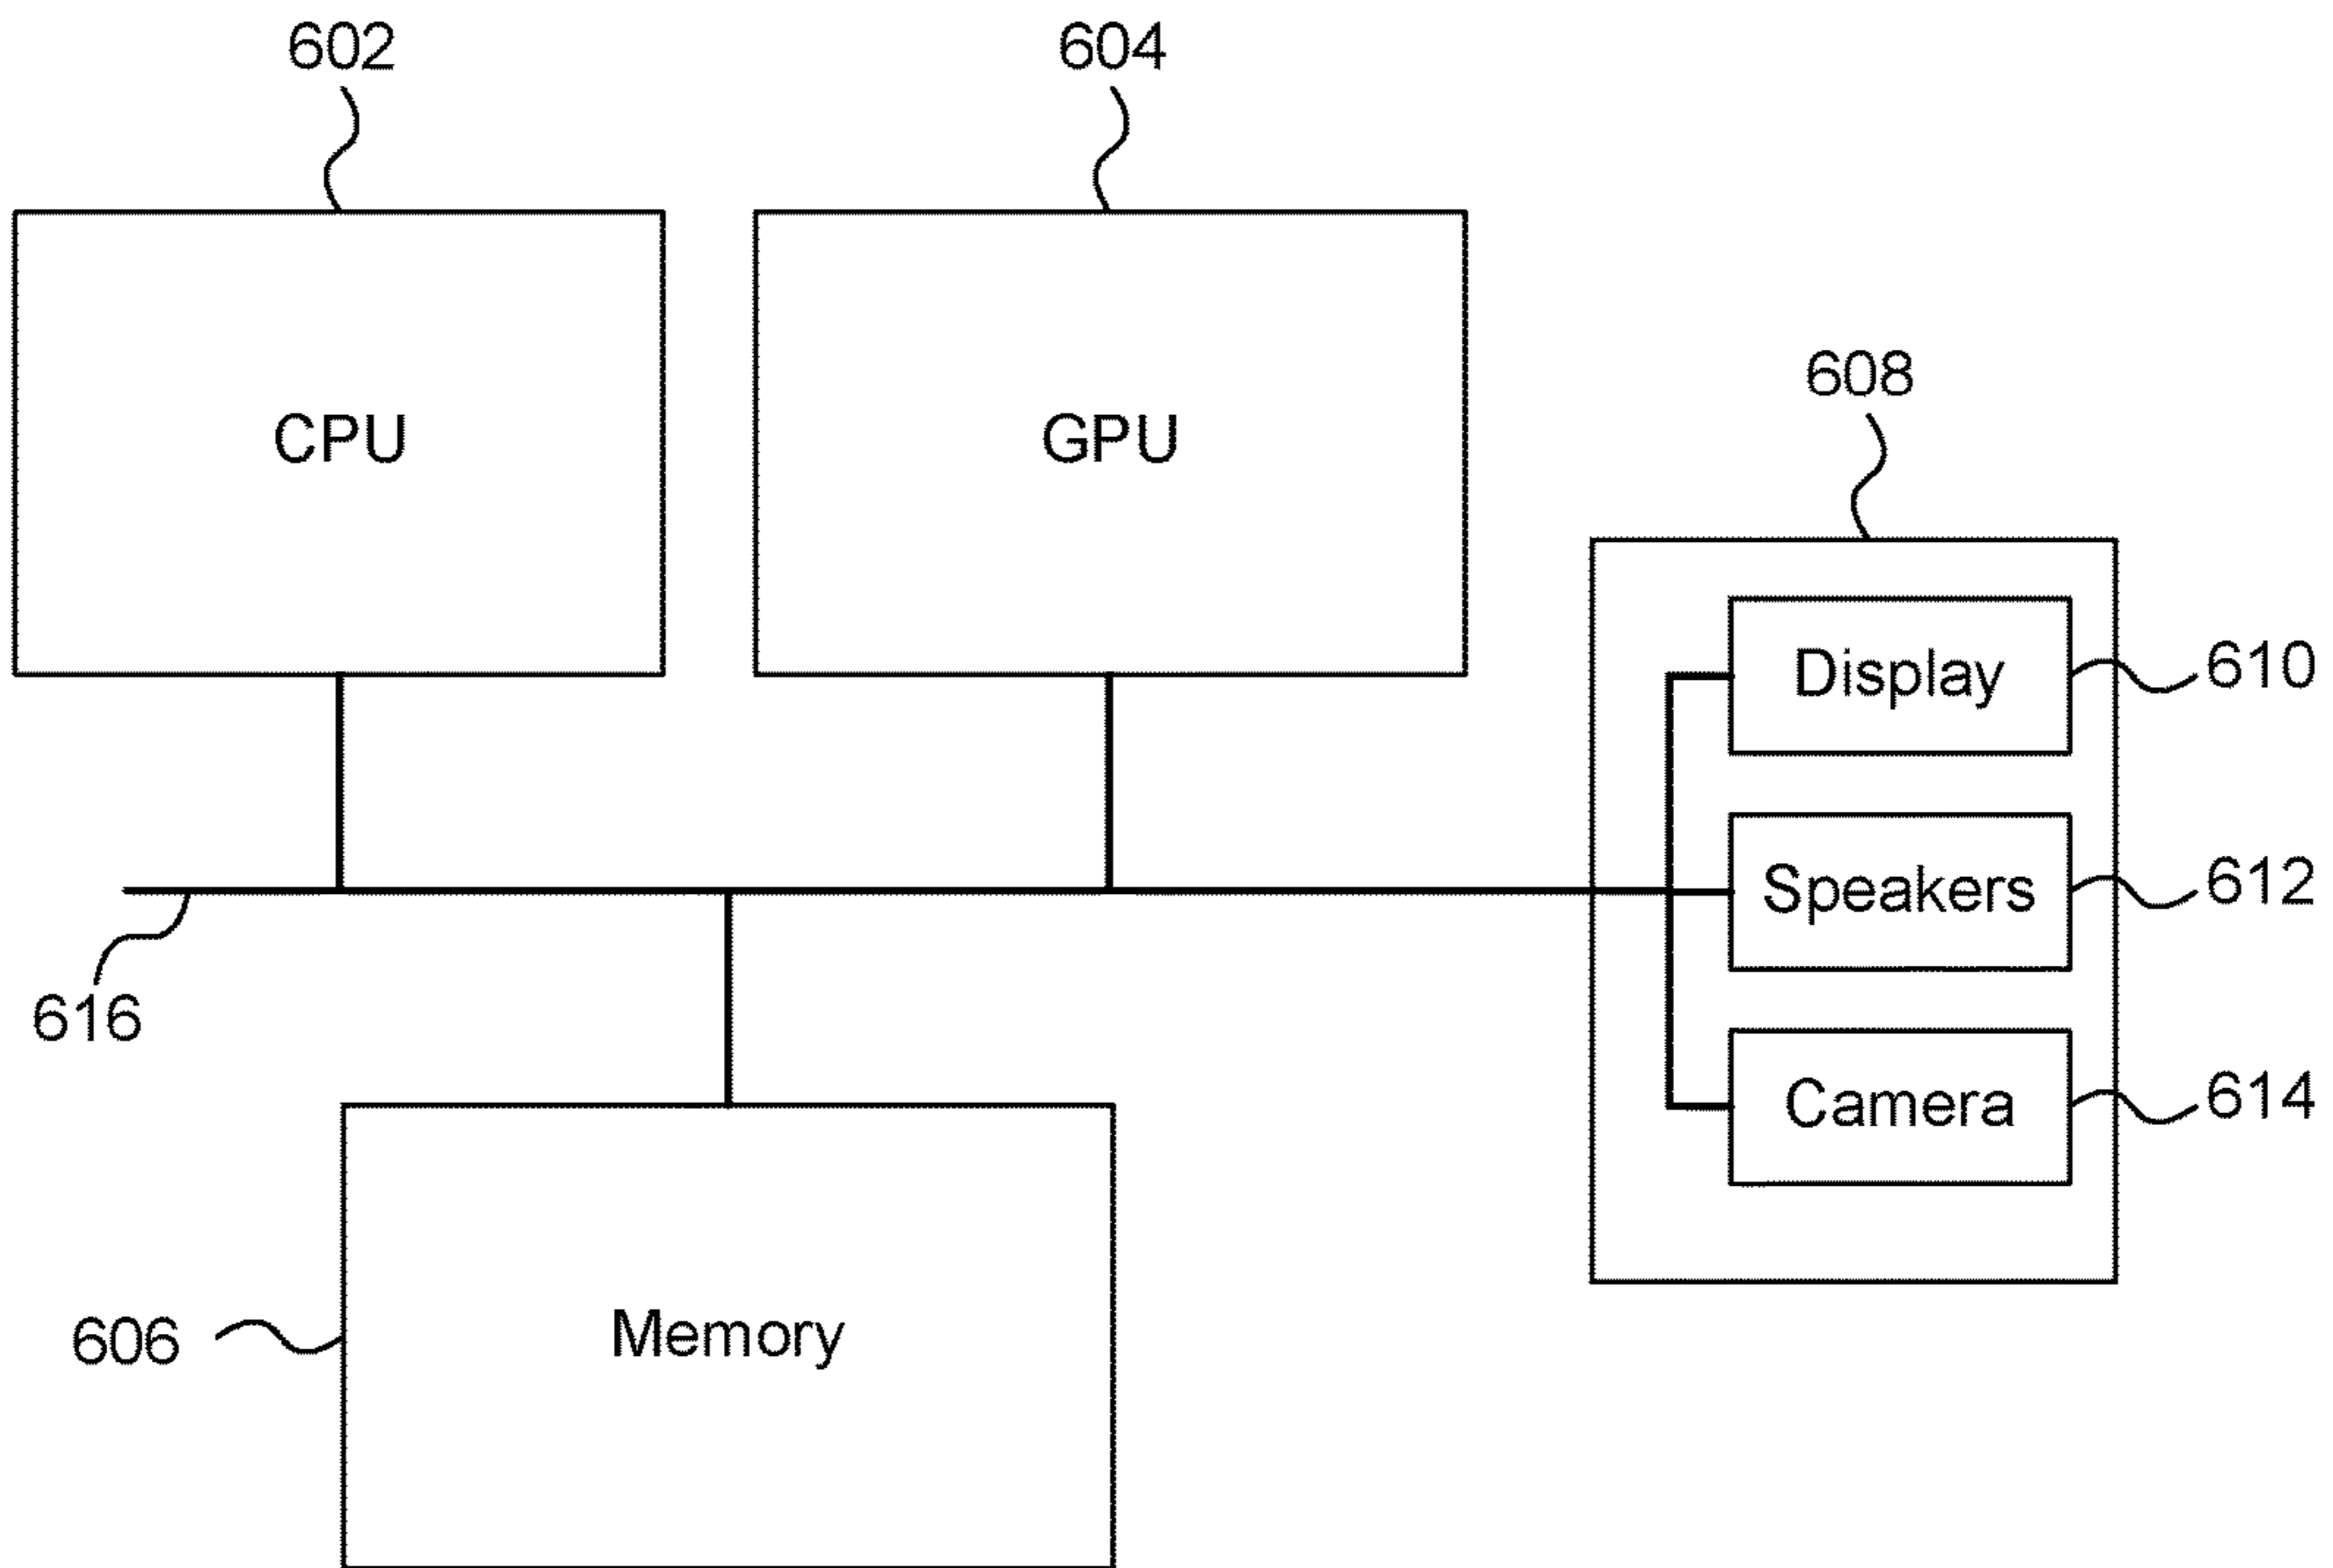 602
604
CPU
GPU
608
Display
610
Speakers
612
616
Camera
614
606
Memory